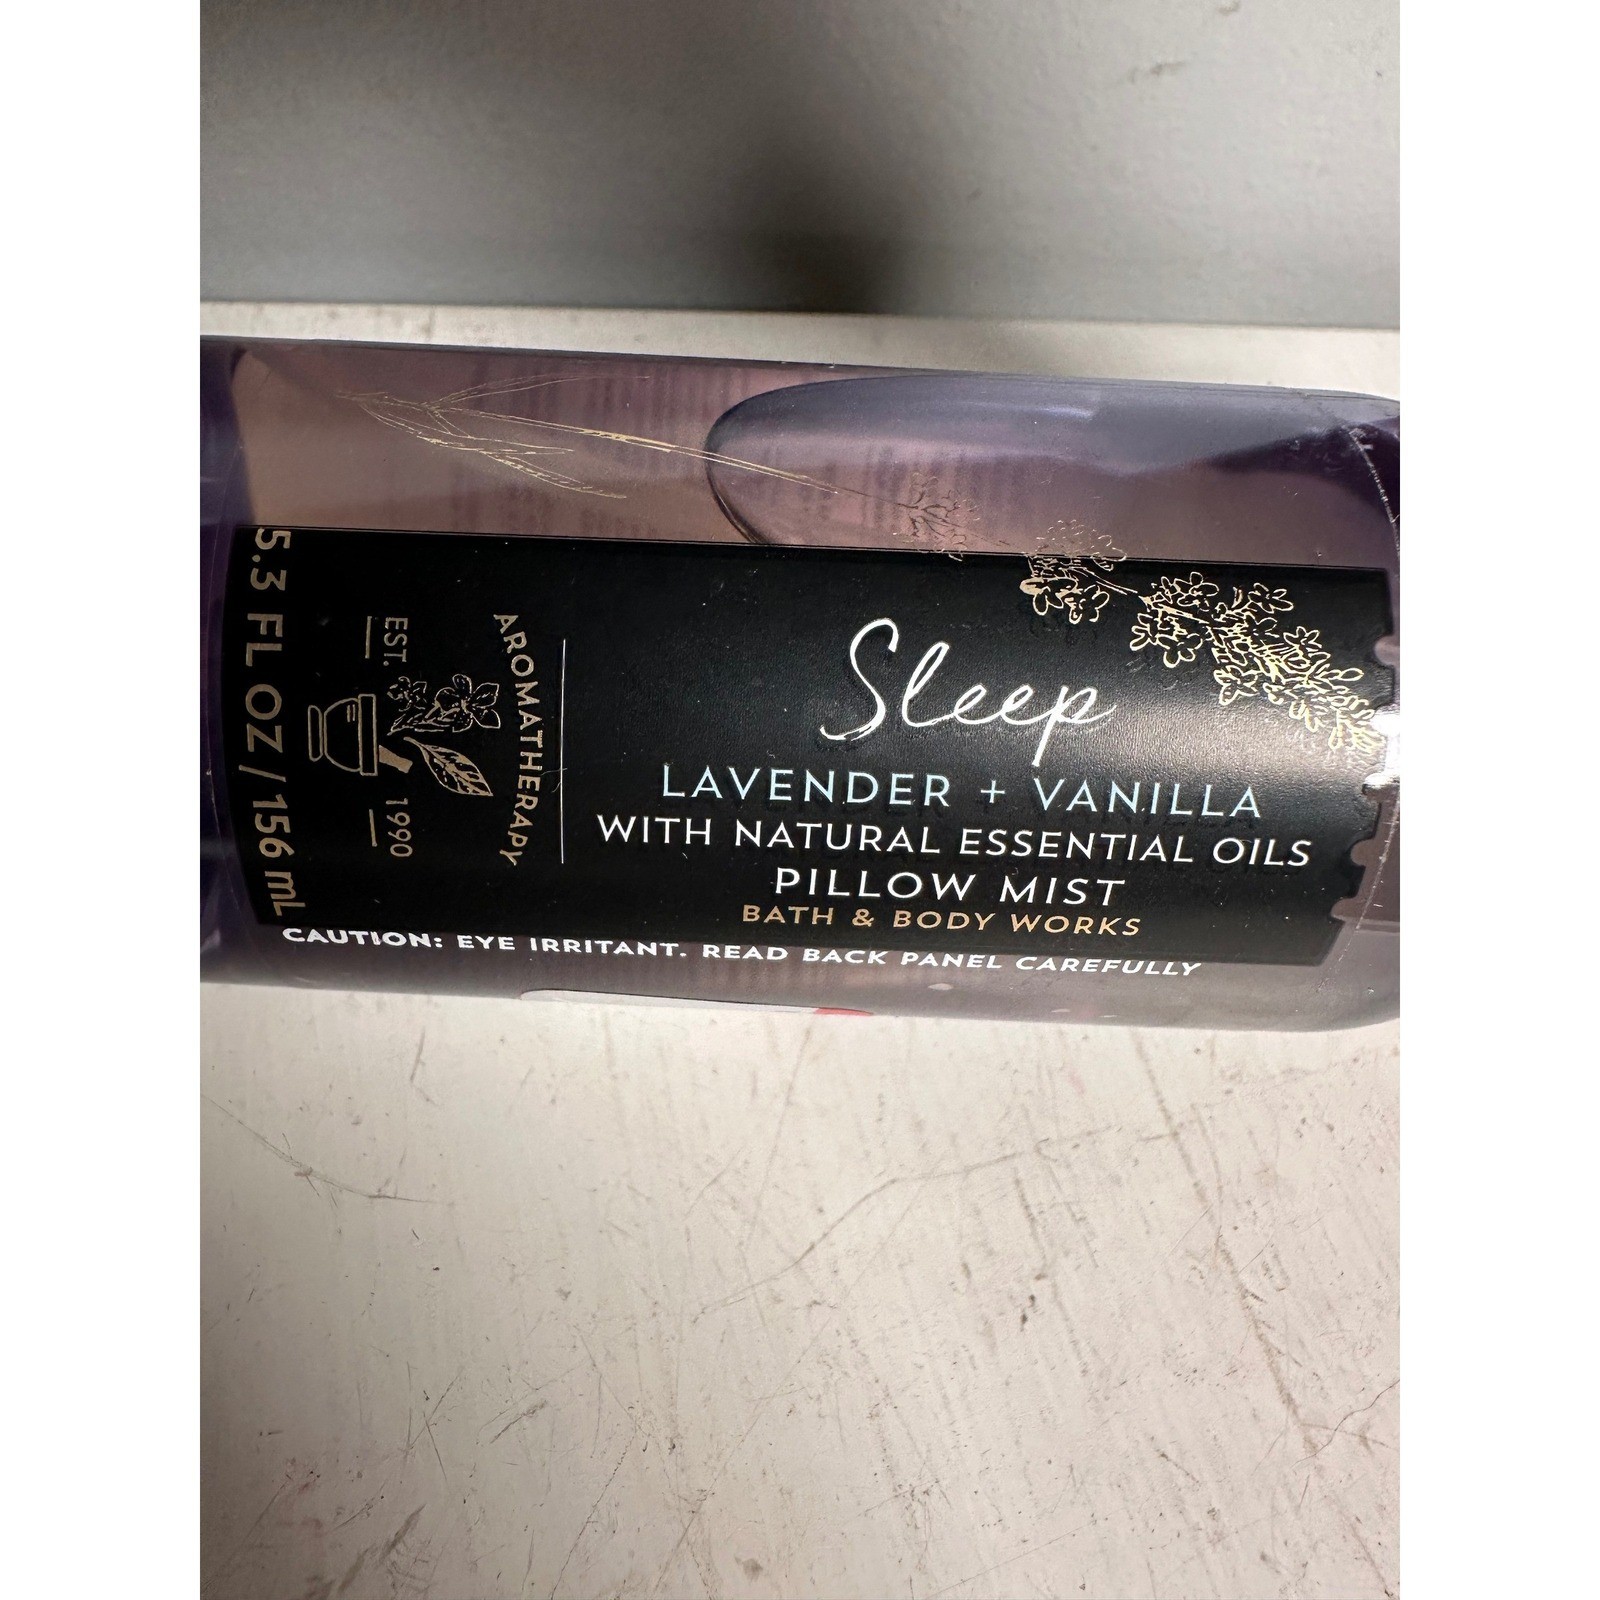 Sleep
LAVENDER + VANILLA
WITH NATURAL ESSENTIAL OILS
PILLOW MIST
BATH & BODY WORKS
AROMATHERAPY
EST. 1990
5.3 FL OZ / 156 mL
CAUTION: EYE IRRITANT. READ BACK PANEL CAREFULLY